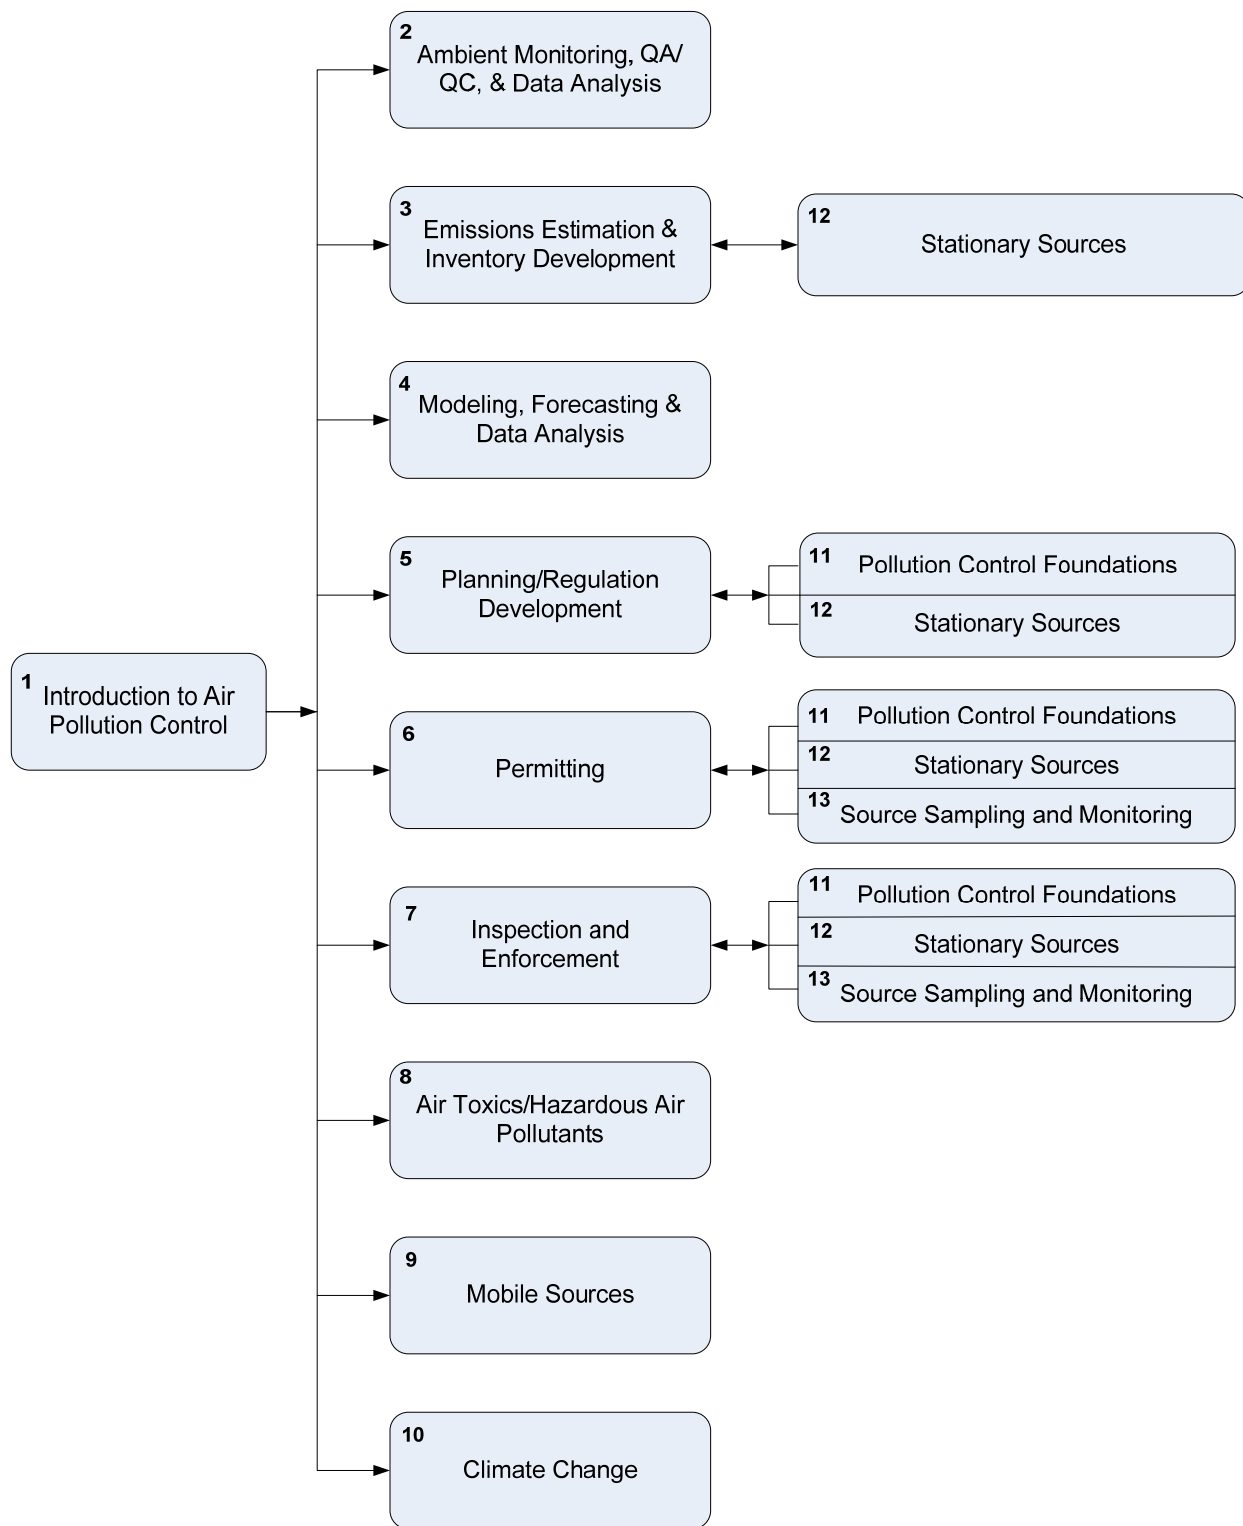 2
Ambient Monitoring, QA/
QC, & Data Analysis
3
Emissions Estimation &
Inventory Development
12
Stationary Sources
4
Modeling, Forecasting &
Data Analysis
5
Planning/Regulation
Development
11
Pollution Control Foundations
12
Stationary Sources
1
Introduction to Air
Pollution Control
6
Permitting
11
Pollution Control Foundations
12
Stationary Sources
13
Source Sampling and Monitoring
7
Inspection and
Enforcement
11
Pollution Control Foundations
12
Stationary Sources
13
Source Sampling and Monitoring
8
Air Toxics/Hazardous Air
Pollutants
9
Mobile Sources
10
Climate Change